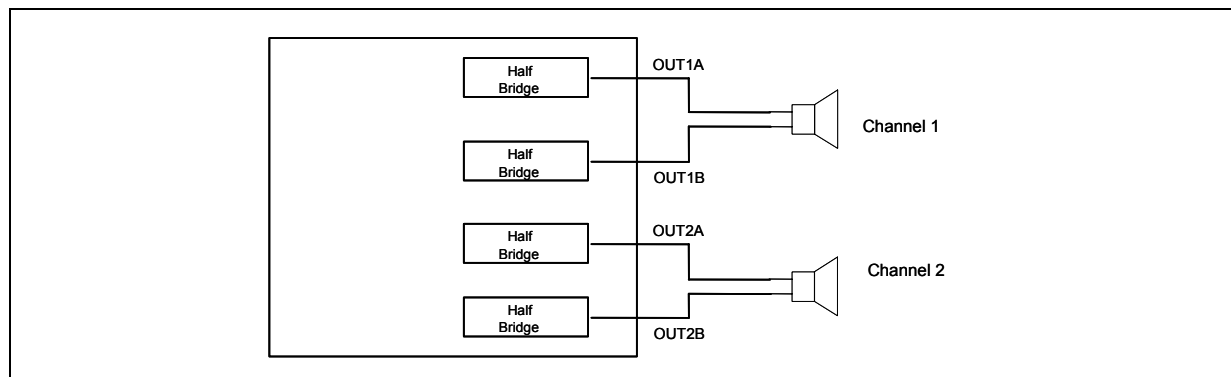 Half
Bridge
OUT1A
Channel 1
Half
Bridge
OUT1B
Half
Bridge
OUT2A
Channel 2
Half
Bridge
OUT2B